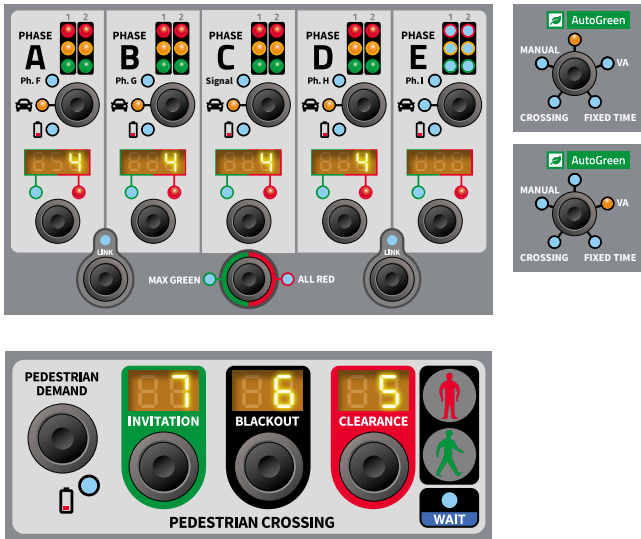 1 2 1 2 1 2 1 2 1 2
PHASE A PHASE B PHASE C PHASE D PHASE E
Ph. F Ph. G Signal Ph. H Ph. I
4 4 4 4
LINK LINK
MAX GREEN ALL RED
AutoGreen
MANUAL VA
CROSSING FIXED TIME
AutoGreen
MANUAL VA
CROSSING FIXED TIME
PEDESTRIAN
DEMAND
7 6 5
INVITATION BLACKOUT CLEARANCE
WAIT
PEDESTRIAN CROSSING